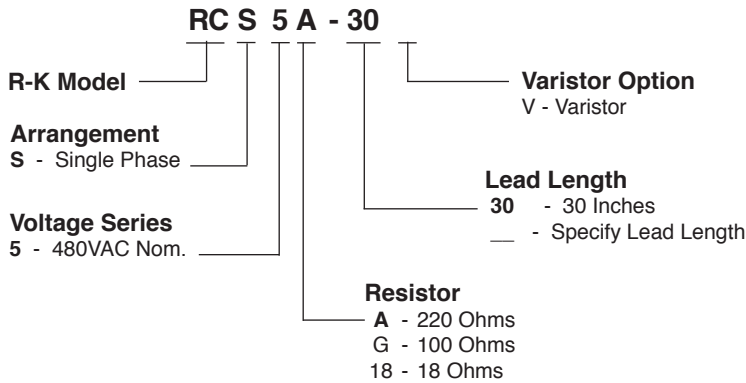 RC S 5 A - 30
R-K Model
Varistor Option
V - Varistor
Arrangement
S - Single Phase
Lead Length
30 - 30 Inches
__ - Specify Lead Length
Voltage Series
5 - 480VAC Nom.
Resistor
A - 220 Ohms
G - 100 Ohms
18 - 18 Ohms